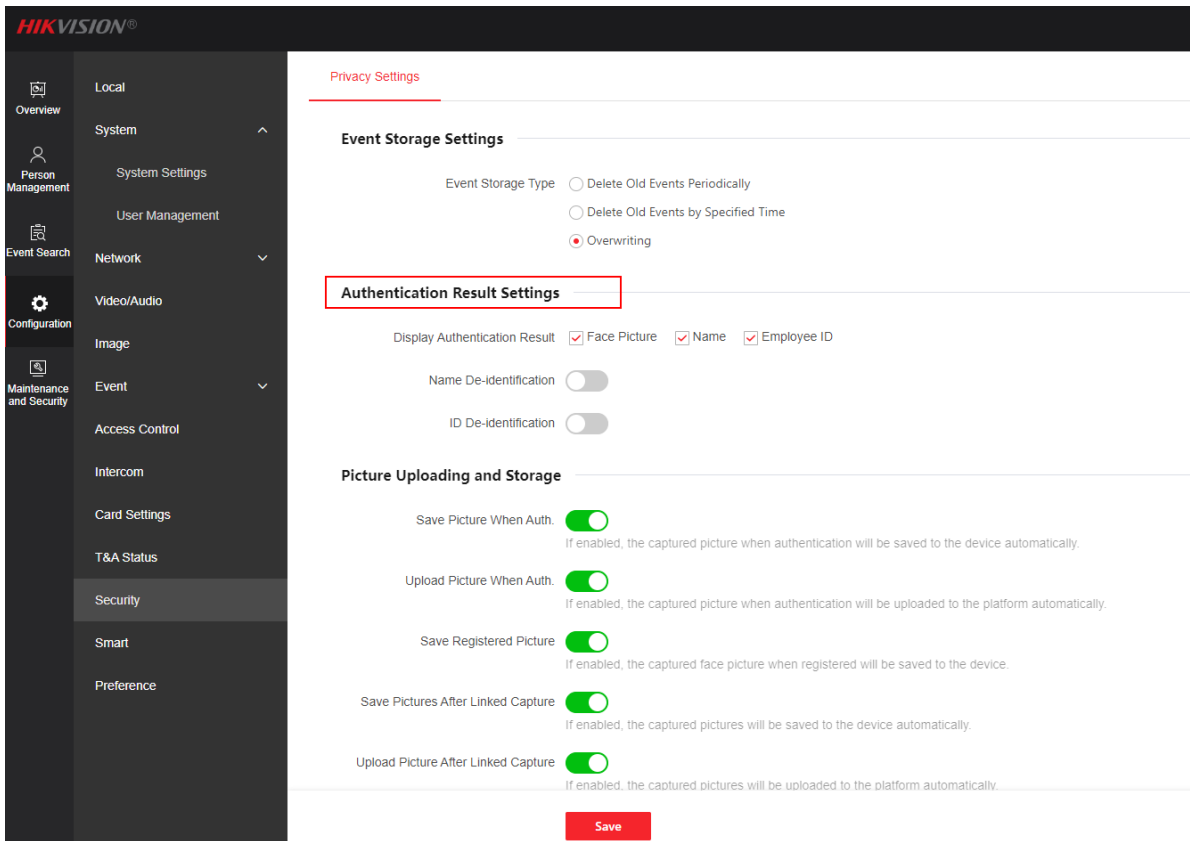 HIKVISION®
Overview
Person
Management
Event Search
Configuration
Maintenance
and Security
Local
System
System Settings
User Management
Network
Video/Audio
Image
Event
Access Control
Intercom
Card Settings
T&A Status
Security
Smart
Preference
Privacy Settings
Event Storage Settings
Event Storage Type Delete Old Events Periodically
Delete Old Events by Specified Time
Overwriting
Authentication Result Settings
Display Authentication Result Face Picture Name Employee ID
Name De-identification
ID De-identification
Picture Uploading and Storage
Save Picture When Auth.
If enabled, the captured picture when authentication will be saved to the device automatically.
Upload Picture When Auth.
If enabled, the captured picture when authentication will be uploaded to the platform automatically.
Save Registered Picture
If enabled, the captured face picture when registered will be saved to the device.
Save Pictures After Linked Capture
If enabled, the captured pictures will be saved to the device automatically.
Upload Picture After Linked Capture
If enabled, the captured pictures will be uploaded to the platform automatically.
Save